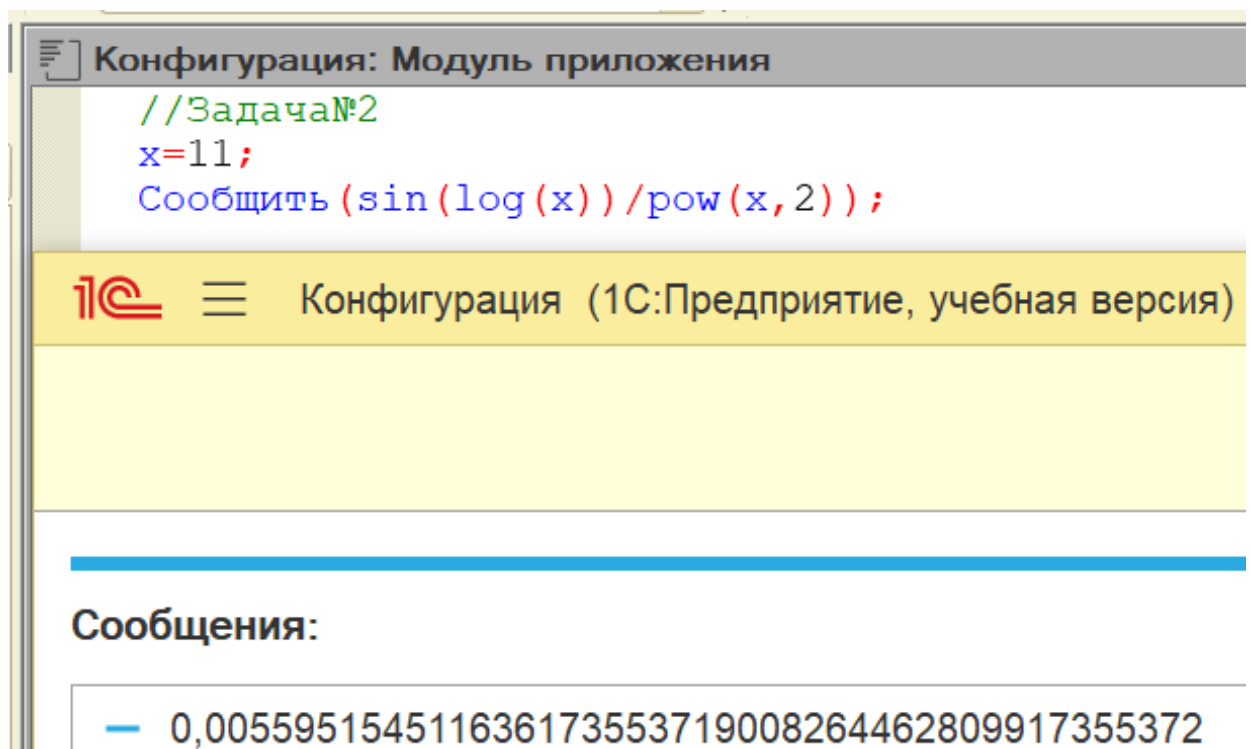 Конфигурация: Модуль приложения
//Задача№2
x=11;
Сообщить(sin(log(x))/pow(x,2));
1С Конфигурация (1С:Предприятие, учебная версия)
Сообщения:
– 0,0055951545116361735537190082644628099173553​72